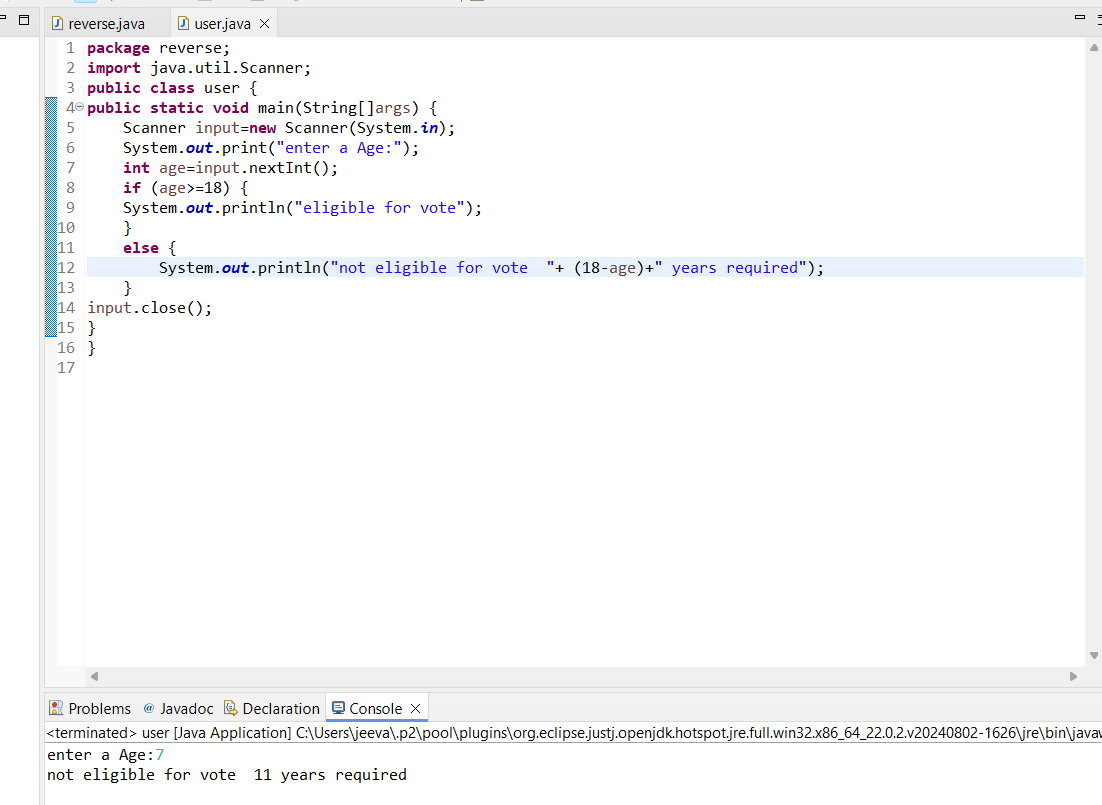 reverse.java user.java
1 package reverse;
2 import java.util.Scanner;
3 public class user {
4 public static void main(String[]args) {
5     Scanner input=new Scanner(System.in);
6     System.out.print("enter a Age:");
7     int age=input.nextInt();
8     if (age>=18) {
9     System.out.println("eligible for vote");
10     }
11     else {
12         System.out.println("not eligible for vote  "+ (18-age)+" years required");
13     }
14 input.close();
15 }
16 }
17
Problems @ Javadoc Declaration Console
<terminated> user [Java Application] C:\Users\jeeva\.p2\pool\plugins\org.eclipse.justj.openjdk.hotspot.jre.full.win32.x86_64_22.0.2.v20240802-1626\jre\bin\javaw
enter a Age:7
not eligible for vote  11 years required